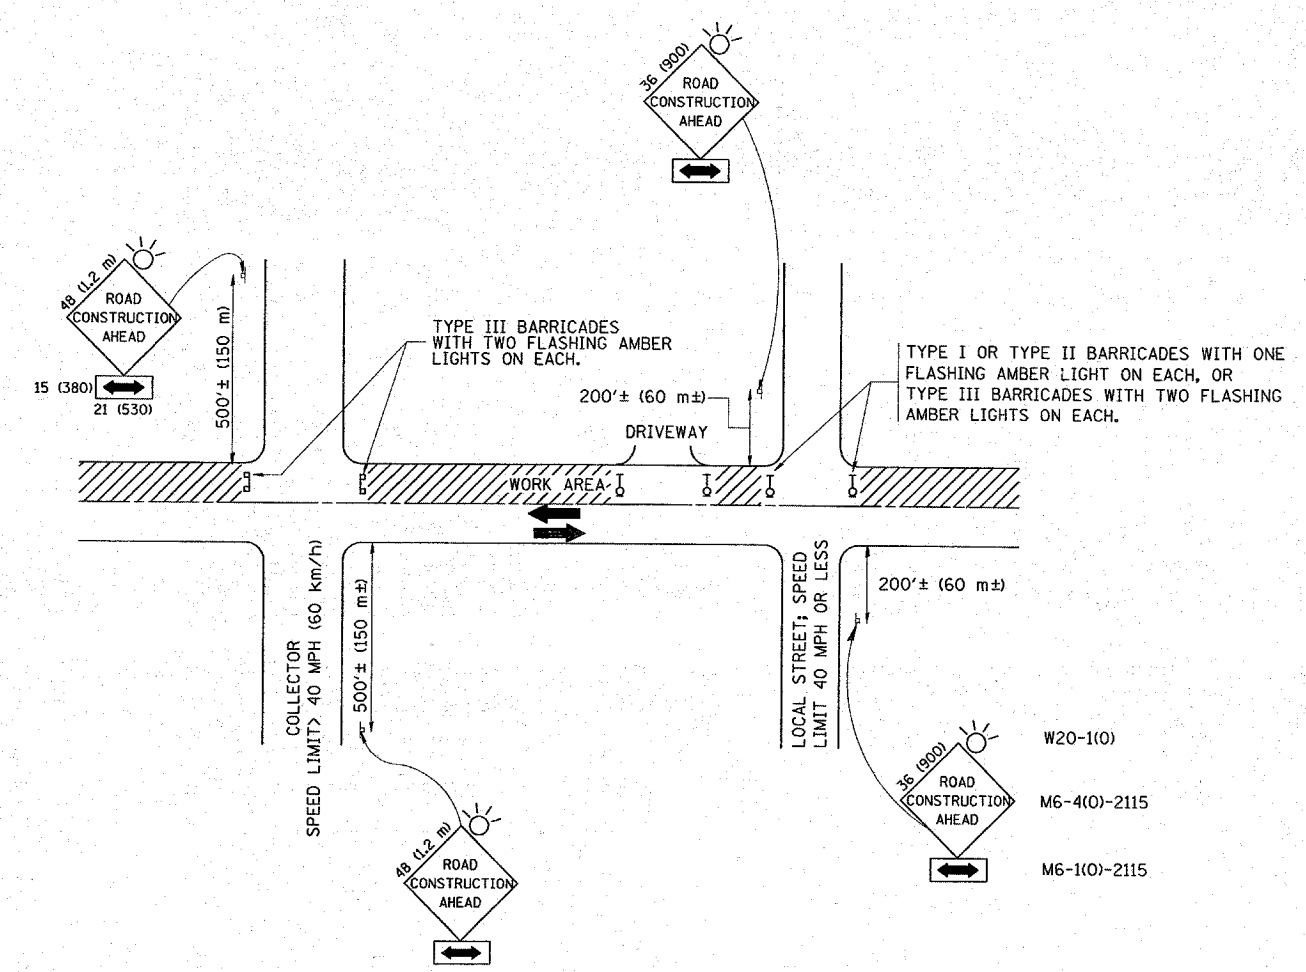 36 (900)
ROAD
CONSTRUCTION
AHEAD
48 (1.2 m)
ROAD
CONSTRUCTION
AHEAD
15 (380)
21 (530)
500'± (150 m)
TYPE III BARRICADES
WITH TWO FLASHING AMBER
LIGHTS ON EACH.
200'± (60 m±)
DRIVEWAY
TYPE I OR TYPE II BARRICADES WITH ONE
FLASHING AMBER LIGHT ON EACH, OR
TYPE III BARRICADES WITH TWO FLASHING
AMBER LIGHTS ON EACH.
WORK AREA
COLLECTOR
SPEED LIMIT> 40 MPH (60 km/h)
500'± (150 m±)
LOCAL STREET; SPEED
LIMIT 40 MPH OR LESS
200'± (60 m±)
36 (900)
ROAD
CONSTRUCTION
AHEAD
W20-1(O)
M6-4(O)-2115
M6-1(O)-2115
48 (1.2 m)
ROAD
CONSTRUCTION
AHEAD